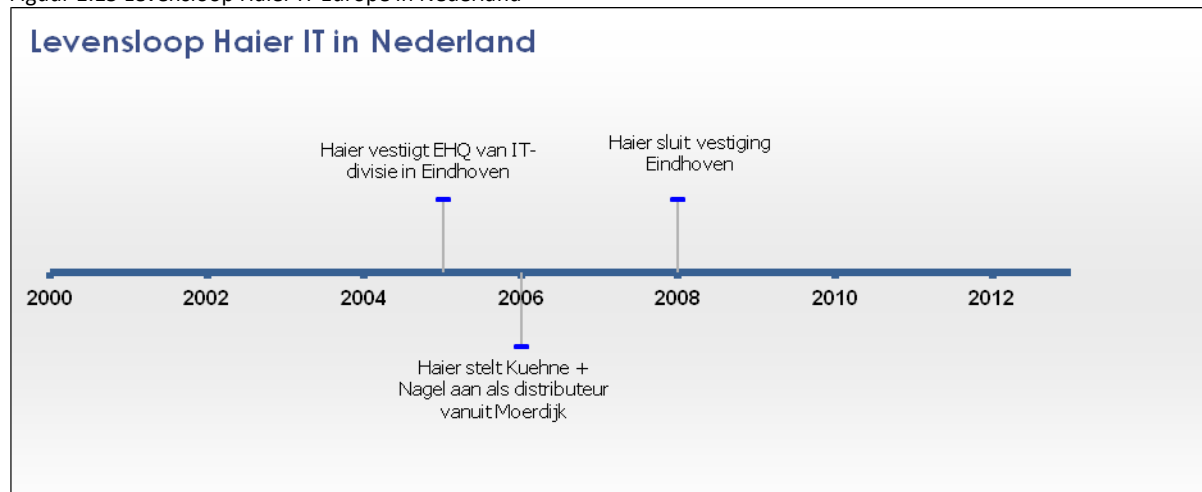 Levensloop Haier IT in Nederland
Haier vestiigt EHQ van IT-
divisie in Eindhoven
Haier sluit vestiging
Eindhoven
2000 2002 2004 2006 2008 2010 2012
Haier stelt Kuehne +
Nagel aan als distributeur
vanuit Moerdijk